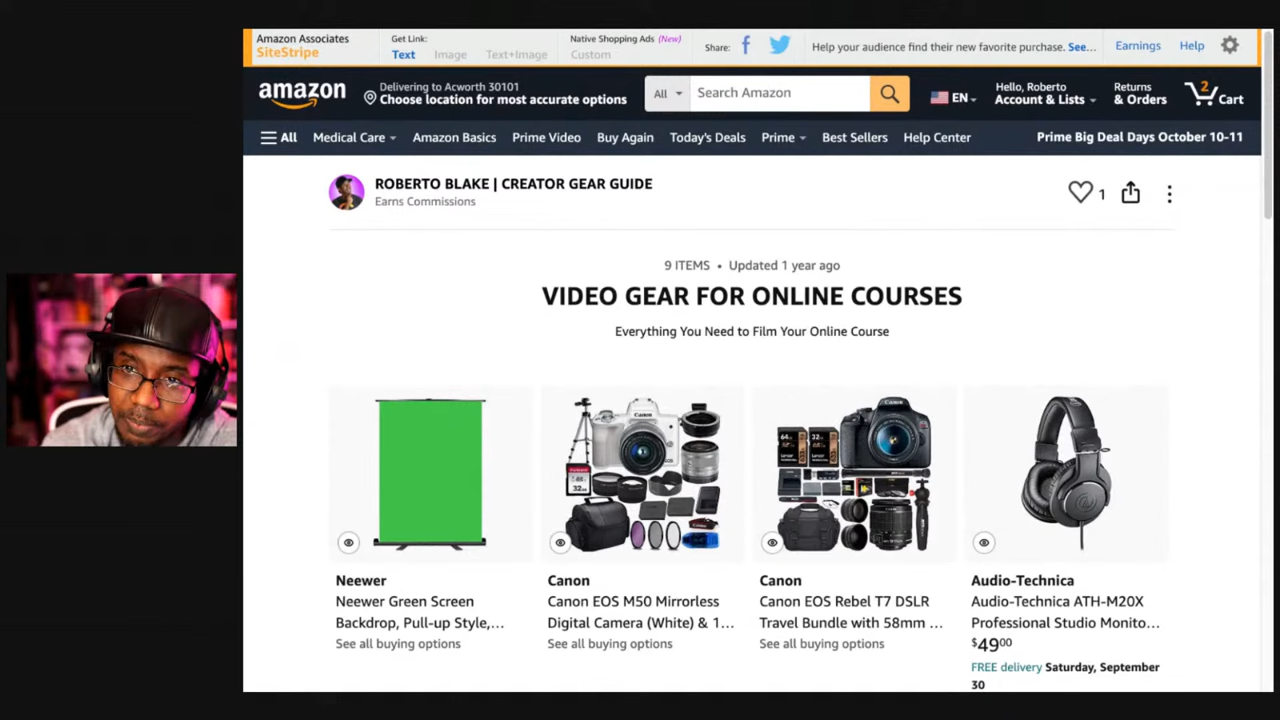 Amazon Associates
SiteStripe
Get Link:
Text Image Text+Image
Native Shopping Ads (New)
Custom
Share:
Help your audience find their new favorite purchase. See...
Earnings Help
amazon
Delivering to Acworth 30101
Choose location for most accurate options
All
Search Amazon
EN
Hello, Roberto
Account & Lists
Returns
& Orders
2
Cart
All Medical Care Amazon Basics Prime Video Buy Again Today's Deals Prime Best Sellers Help Center
Prime Big Deal Days October 10-11
ROBERTO BLAKE | CREATOR GEAR GUIDE
Earns Commissions
1
9 ITEMS • Updated 1 year ago
VIDEO GEAR FOR ONLINE COURSES
Everything You Need to Film Your Online Course
Neewer
Neewer Green Screen
Backdrop, Pull-up Style,...
See all buying options
Canon
Canon EOS M50 Mirrorless
Digital Camera (White) & 1...
See all buying options
Canon
Canon EOS Rebel T7 DSLR
Travel Bundle with 58mm ...
See all buying options
Audio-Technica
Audio-Technica ATH-M20X
Professional Studio Monito...
$4900
FREE delivery Saturday, September
30